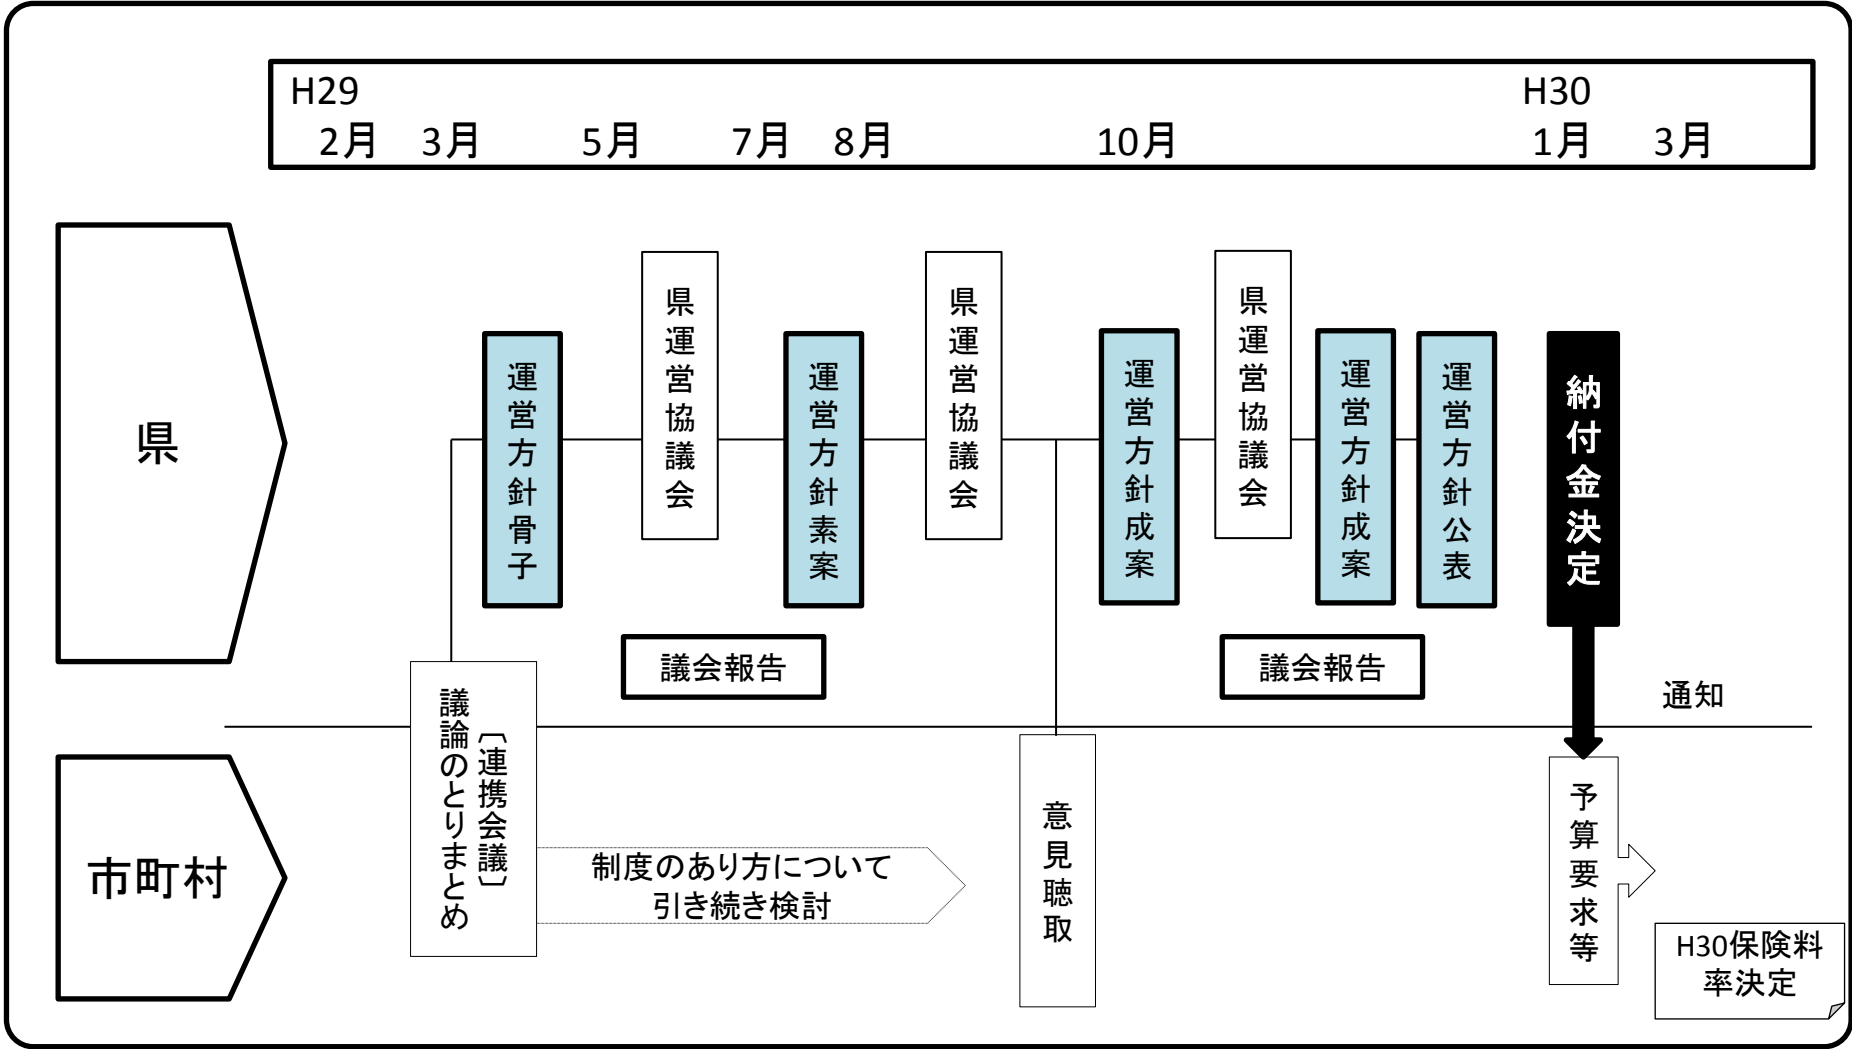 H29
H30
2月 3月 5月 7月 8月 10月 1月 3月
県
運営方針骨子
県運営協議会
運営方針素案
県運営協議会
運営方針成案
県運営協議会
運営方針成案
運営方針公表
納付金決定
議会報告
議会報告
通知
市町村
〔連携会議〕
議論のとりまとめ
制度のあり方について
引き続き検討
意見聴取
予算要求等
H30保険料
率決定